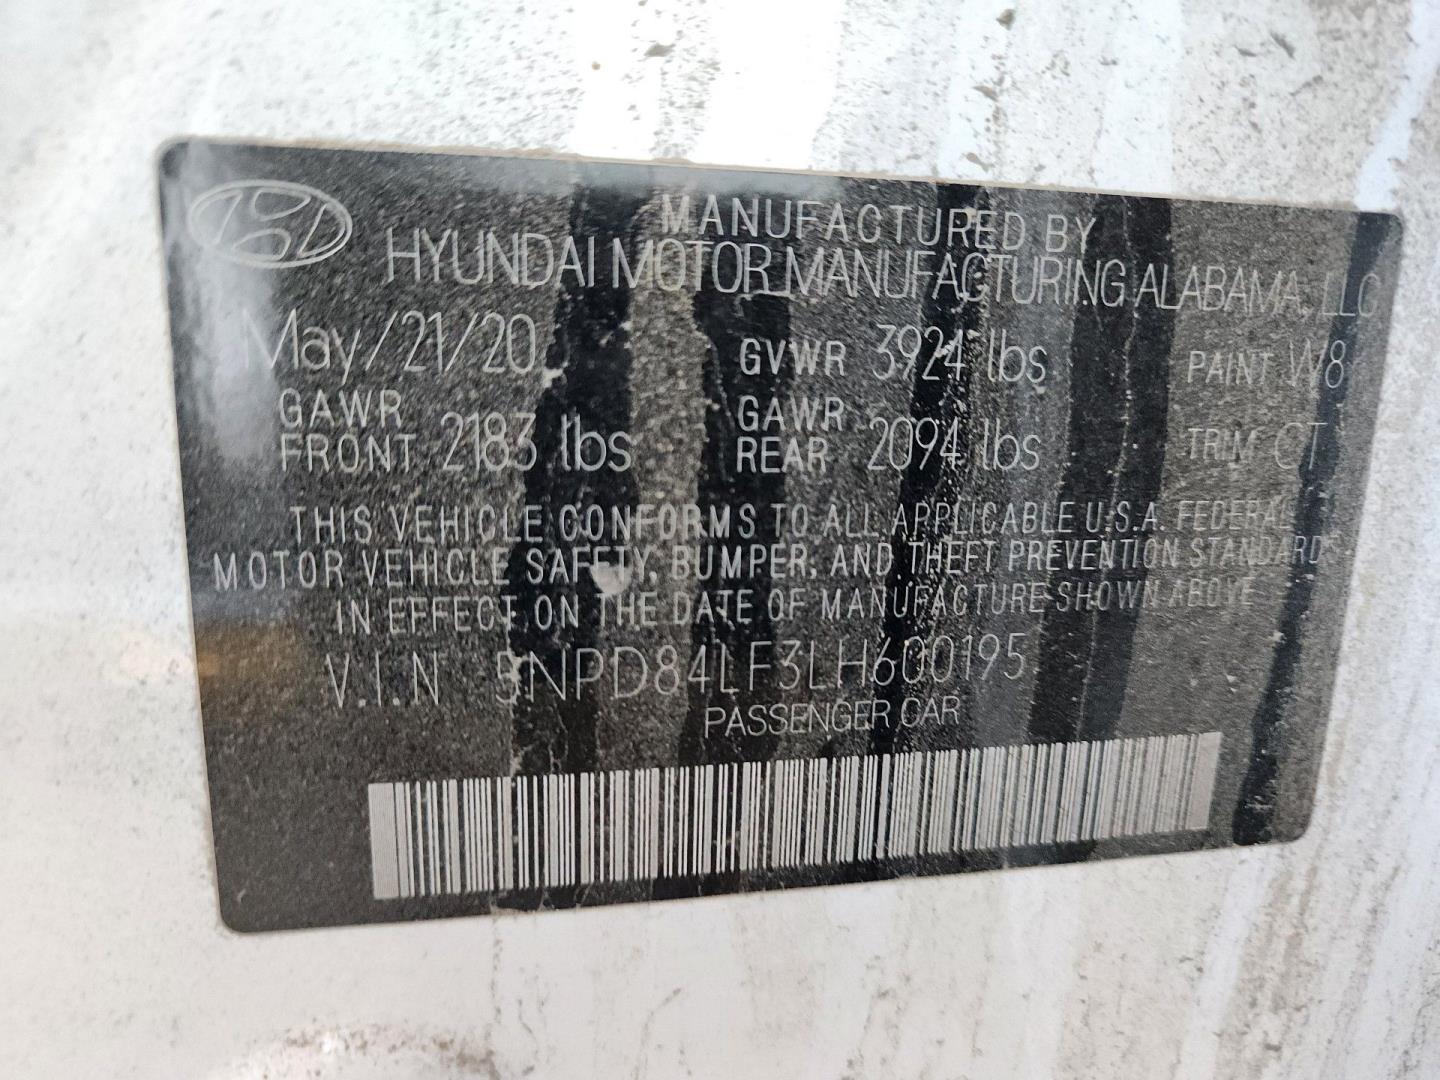 MANUFACTURED BY
HYUNDAI MOTOR MANUFACTURING ALABAMA, LLC
May/21/20 GVWR 3924 lbs PAINT W8
GAWR FRONT 2183 lbs GAWR REAR 2094 lbs TRIM CT
THIS VEHICLE CONFORMS TO ALL APPLICABLE U.S.A. FEDERAL
MOTOR VEHICLE SAFETY, BUMPER, AND THEFT PREVENTION STANDARDS
IN EFFECT ON THE DATE OF MANUFACTURE SHOWN ABOVE
V.I.N 5NPD84LF3LH600195
PASSENGER CAR